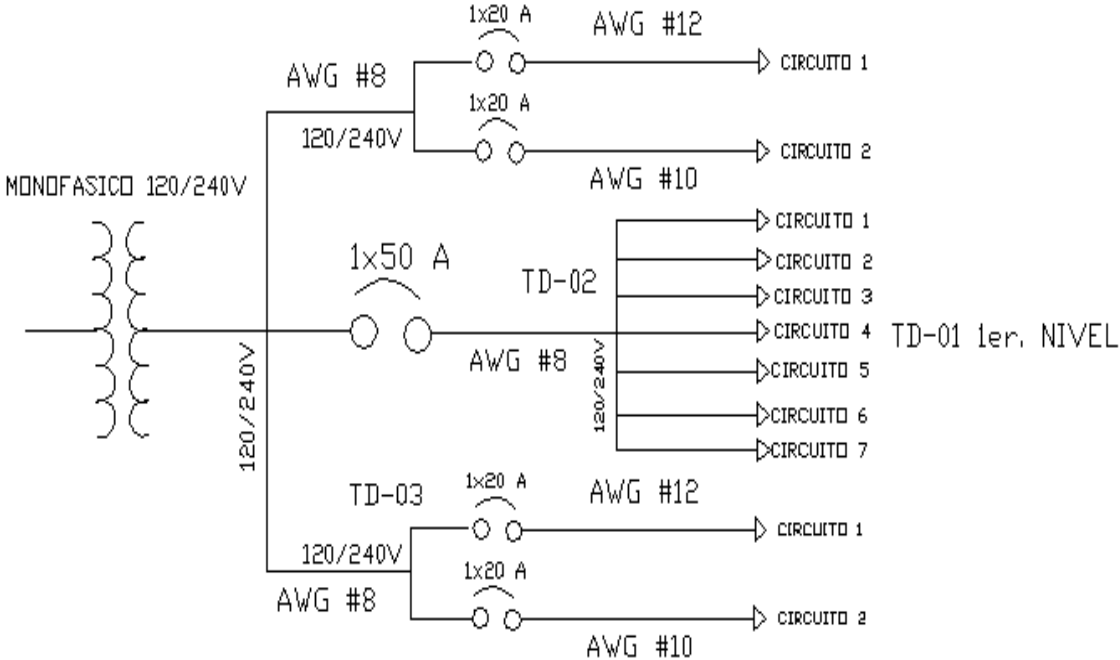 1x20 A
AWG #12
CIRCUITO 1
AWG #8
1x20 A
120/240V
CIRCUITO 2
AWG #10
MONOFASICO 120/240V
CIRCUITO 1
1x50 A
CIRCUITO 2
TD-02
CIRCUITO 3
CIRCUITO 4
TD-01 1er. NIVEL
AWG #8
CIRCUITO 5
120/240V
120/240V
CIRCUITO 6
CIRCUITO 7
TD-03
1x20 A
AWG #12
CIRCUITO 1
120/240V
1x20 A
AWG #8
CIRCUITO 2
AWG #10